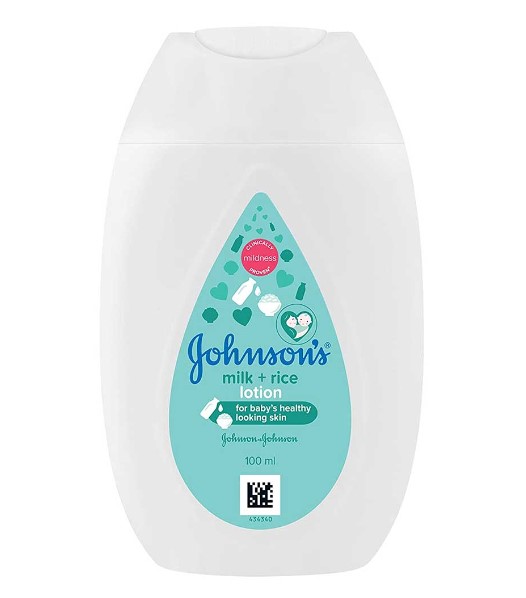 CLINICALLY
mildness
PROVEN*
Johnson's®
milk + rice
lotion
for baby's healthy
looking skin
Johnson & Johnson
100 ml
434340